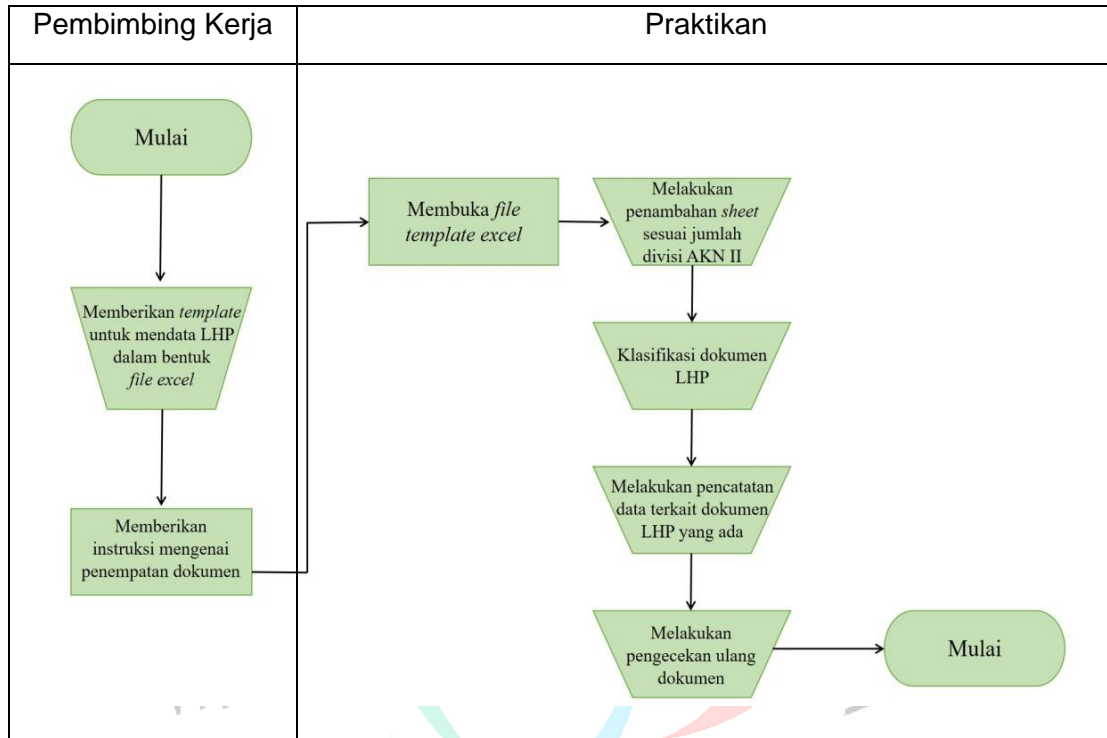 Pembimbing Kerja
Praktikan
Mulai
Memberikan template
untuk mendata LHP
dalam bentuk
file excel
Memberikan
instruksi mengenai
penempatan dokumen
Membuka file
template excel
Melakukan
penambahan sheet
sesuai jumlah
divisi AKN II
Klasifikasi dokumen
LHP
Melakukan pencatatan
data terkait dokumen
LHP yang ada
Melakukan
pengecekan ulang
dokumen
Mulai